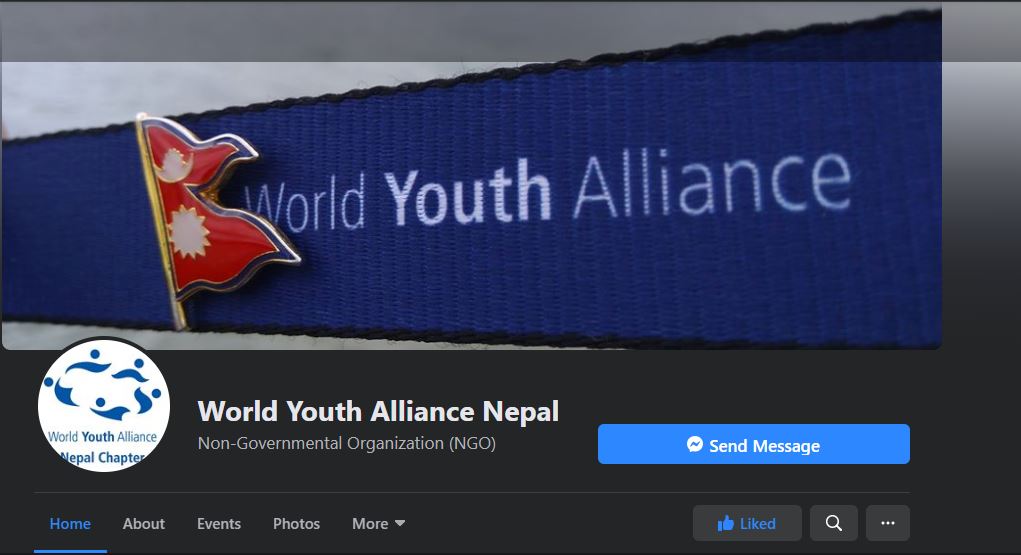 World Youth Alliance
World Youth Alliance
Nepal Chapter
World Youth Alliance Nepal
Non-Governmental Organization (NGO)
Send Message
Home About Events Photos More
Liked